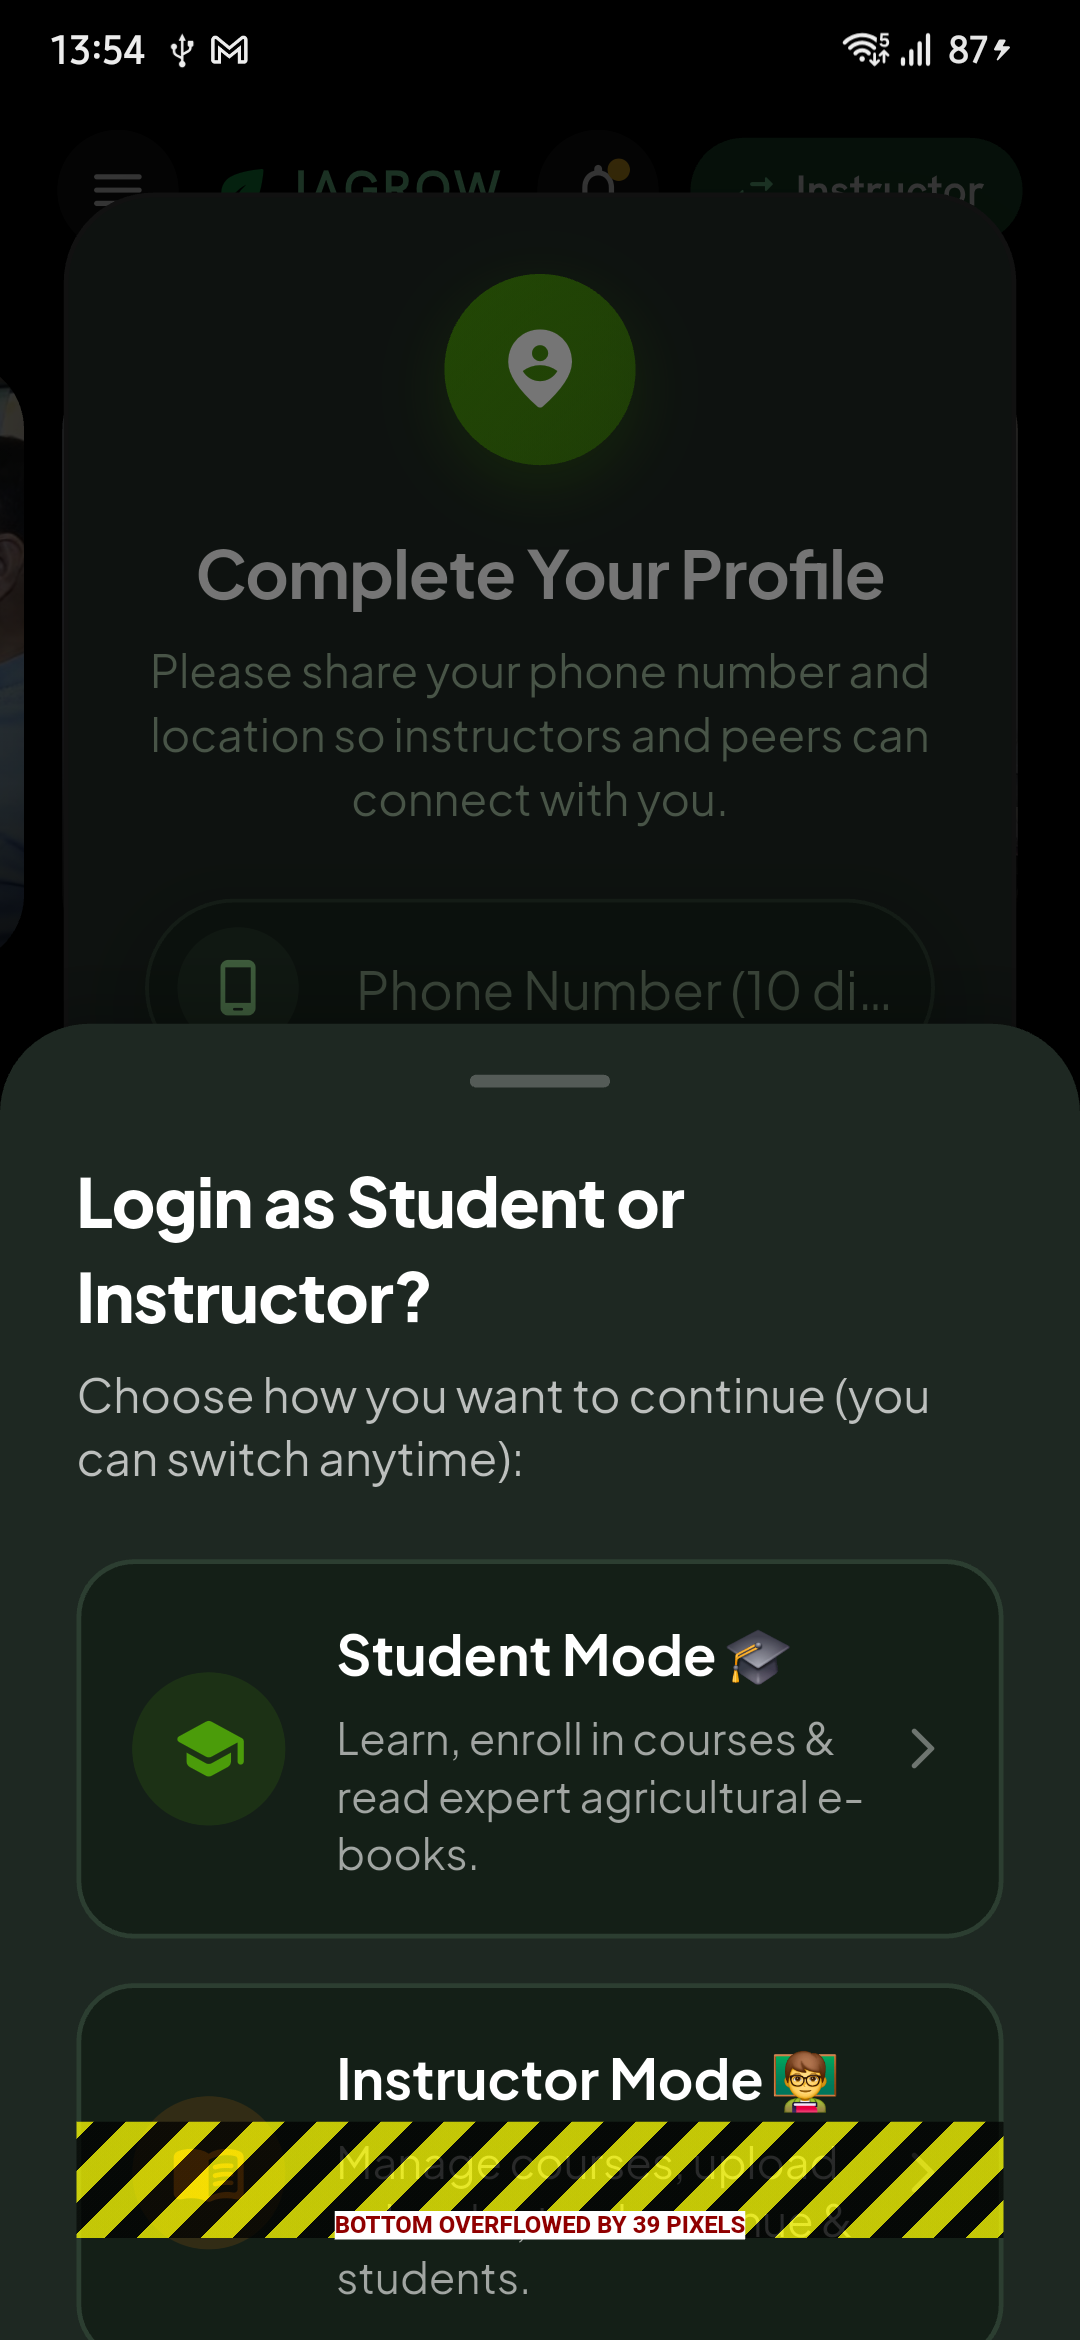 13:54
5
87
JAGROW
Instructor
Complete Your Profile
Please share your phone number and
location so instructors and peers can
connect with you.
Phone Number (10 di...
Login as Student or
Instructor?
Choose how you want to continue (you
can switch anytime):
Student Mode 🎓
Learn, enroll in courses &
read expert agricultural e-
books.
Instructor Mode 👨‍🏫
Manage courses, upload
&
BOTTOM OVERFLOWED BY 39 PIXELS
students.